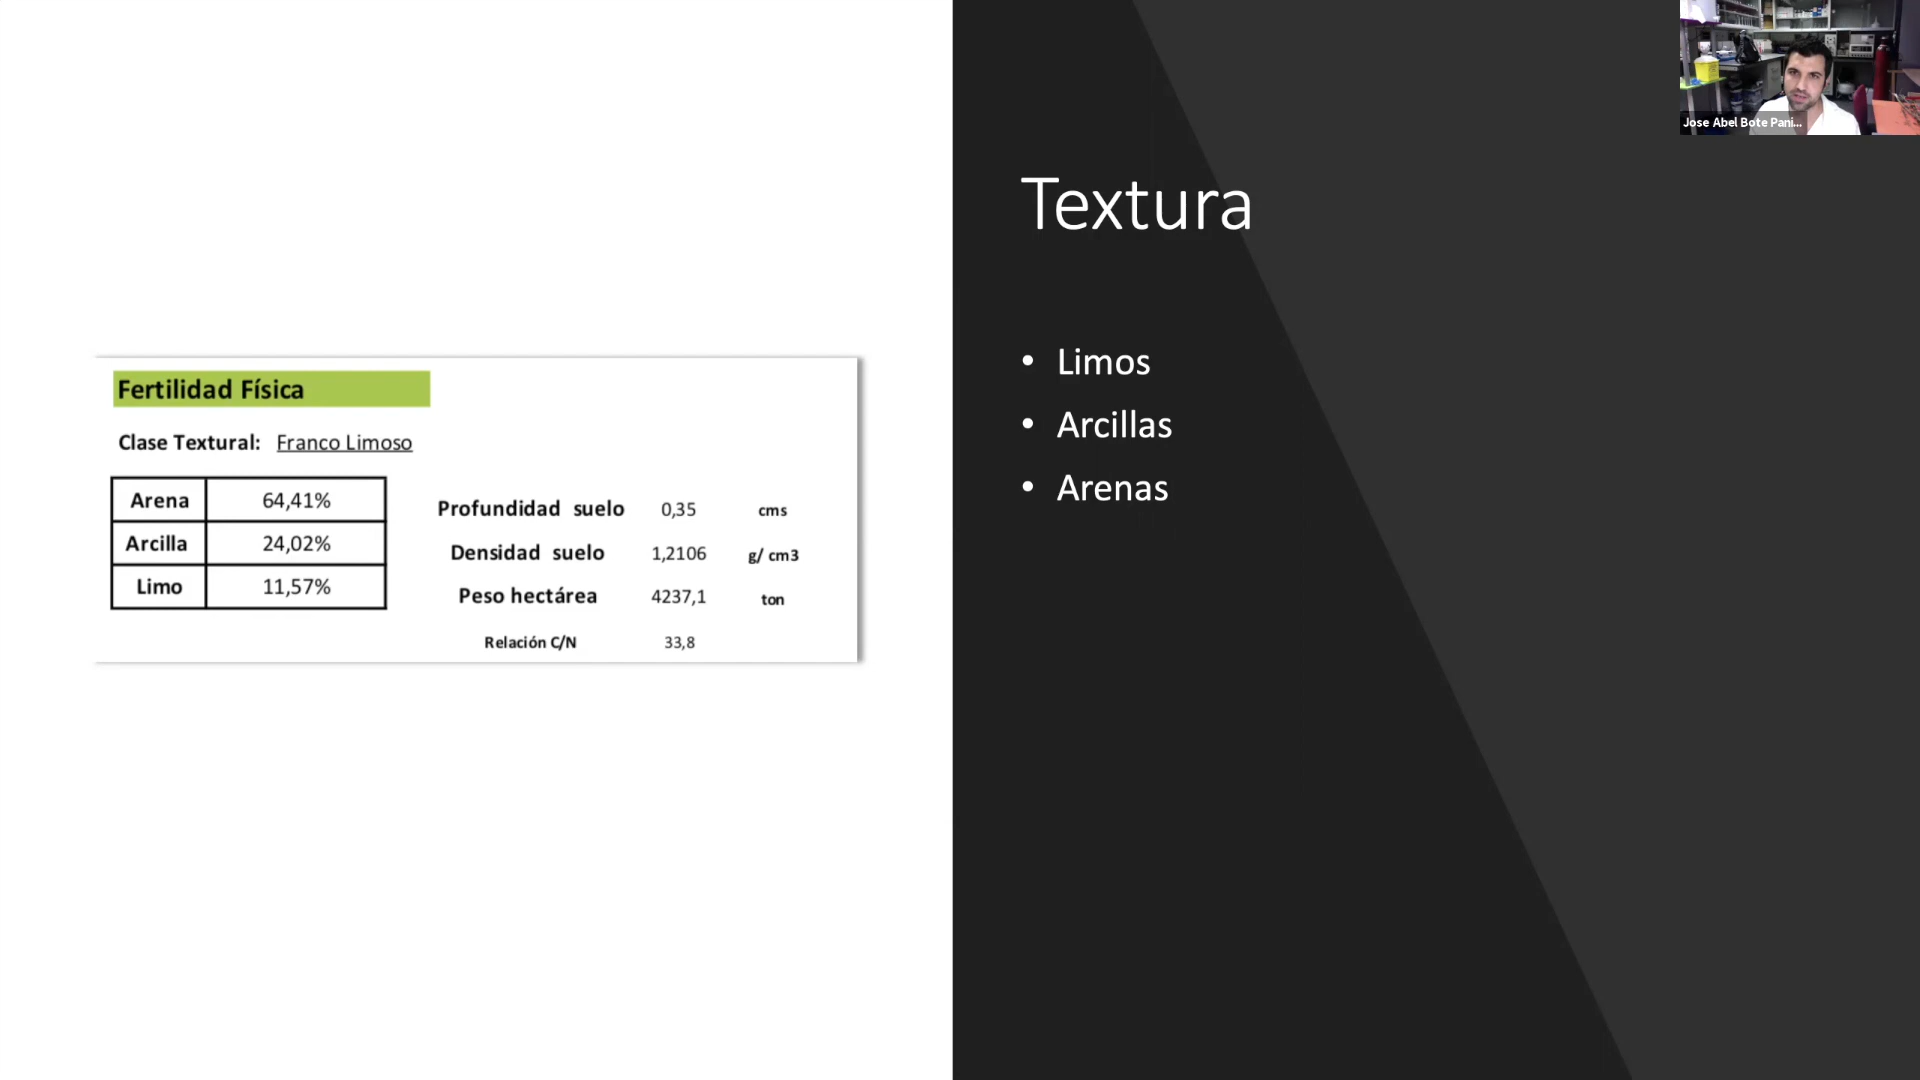 Fertilidad Física
Clase Textural: Franco Limoso
Arena 64,41%
Arcilla 24,02%
Limo 11,57%
Profundidad suelo 0,35 cms
Densidad suelo 1,2106 g/ cm3
Peso hectárea 4237,1 ton
Relación C/N 33,8
Textura
• Limos
• Arcillas
• Arenas
Jose Abel Bote Pani...